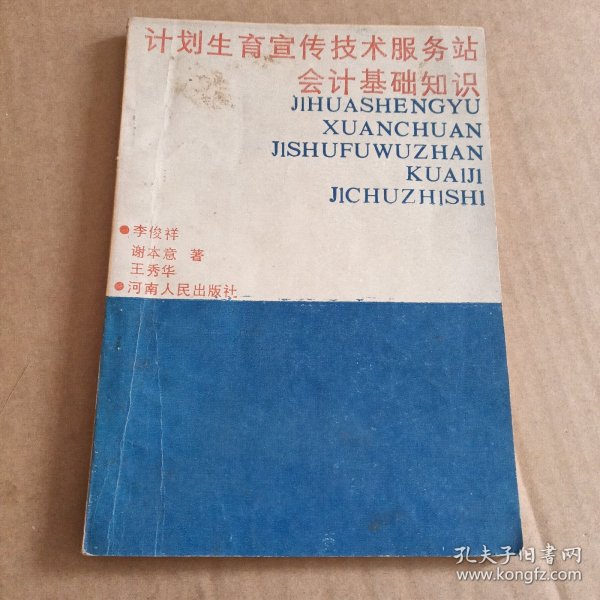 计划生育宣传技术服务站
会计基础知识
JIHUASHENGYU
XUANCHUAN
JISHUFUWUZHAN
KUAIJI
JICHUZHISHI
●李俊祥
谢本意 著
王秀华
●河南人民出版社
孔夫子旧书网
www.kongfz.com